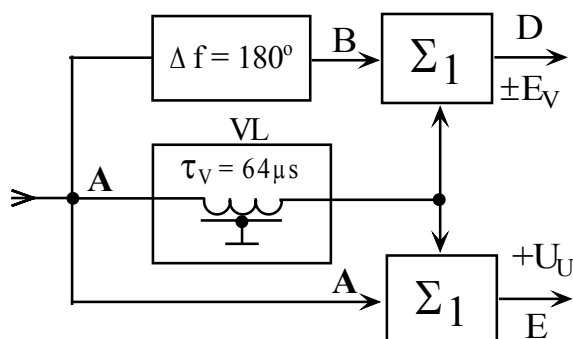 Δ f = 180º
B
Σ1
D
±EV
VL
A
τV = 64μs
A
Σ1
+UU
E